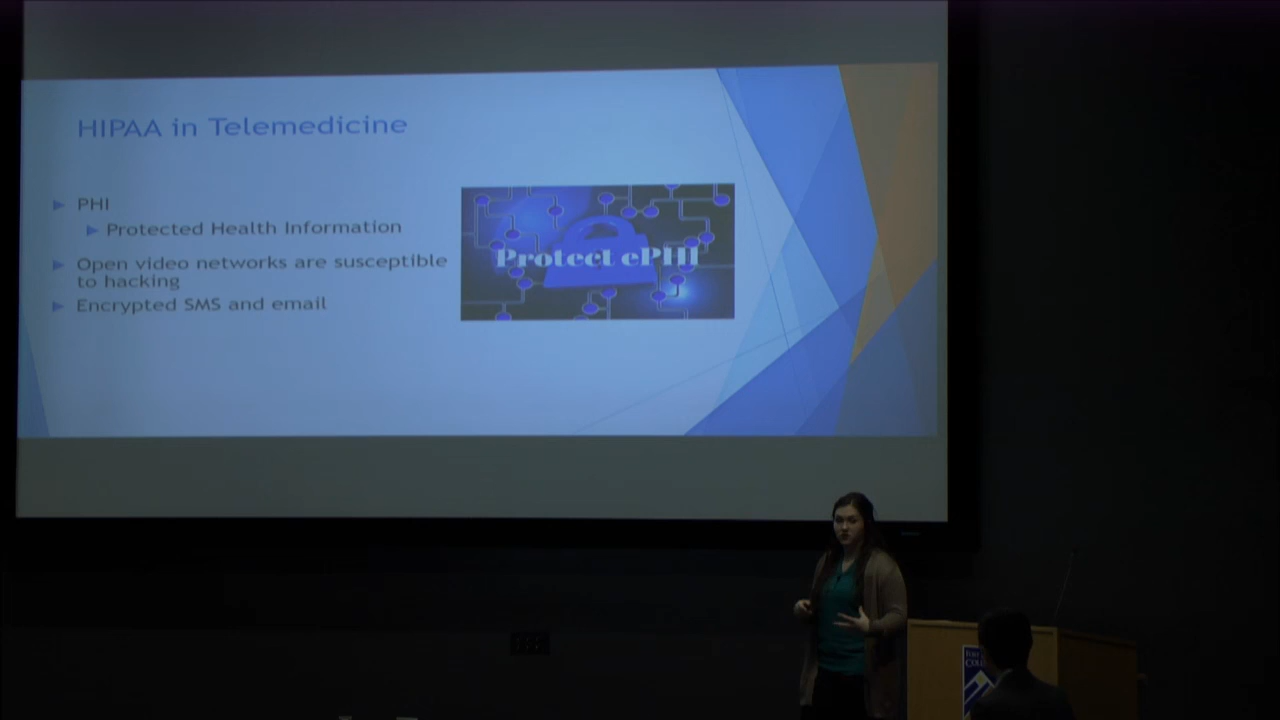 HIPAA in Telemedicine
PHI
Protected Health Information
Open video networks are susceptible
to hacking
Encrypted SMS and email
Protect ePHI